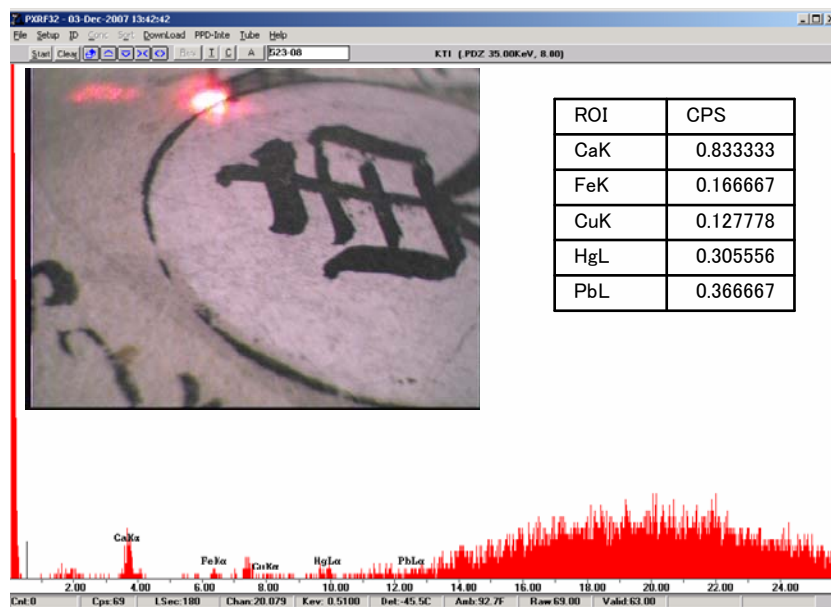 PXRF32 - 03-Dec-2007 13:42:42
File Setup ID Conc Sort DownLoad PPD-Inte Tube Help
Start Clear I C A 523-08 KTI (.PDZ 35.00KeV, 8.80)
ROI CPS
CaK 0.833333
FeK 0.166667
CuK 0.127778
HgL 0.305556
PbL 0.366667
CaKα
FeKα
CuKα
HgLα
PbLα
2.00 4.00 6.00 8.00 10.00 12.00 14.00 16.00 18.00 20.00 22.00 24.00
Cnt:0 Cps:69 LSec:180 Chan:20.079 Kev: 0.5100 Det:-45.5C Amb:92.7F Raw:69.00 Valid:63.00